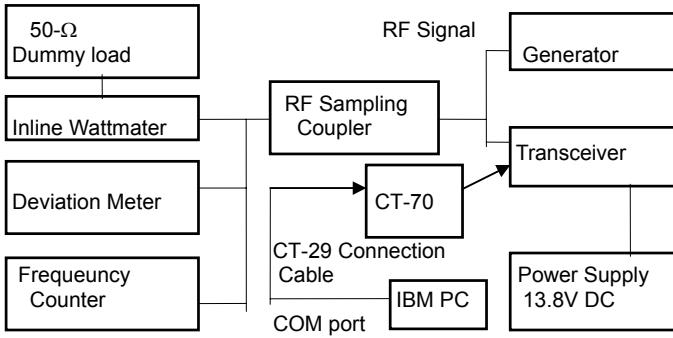 50-Ω
Dummy load
RF Signal
Generator
Inline Wattmater
RF Sampling
Coupler
Transceiver
Deviation Meter
CT-70
CT-29 Connection
Cable
Frequeuncy
Counter
IBM PC
Power Supply
13.8V DC
COM port